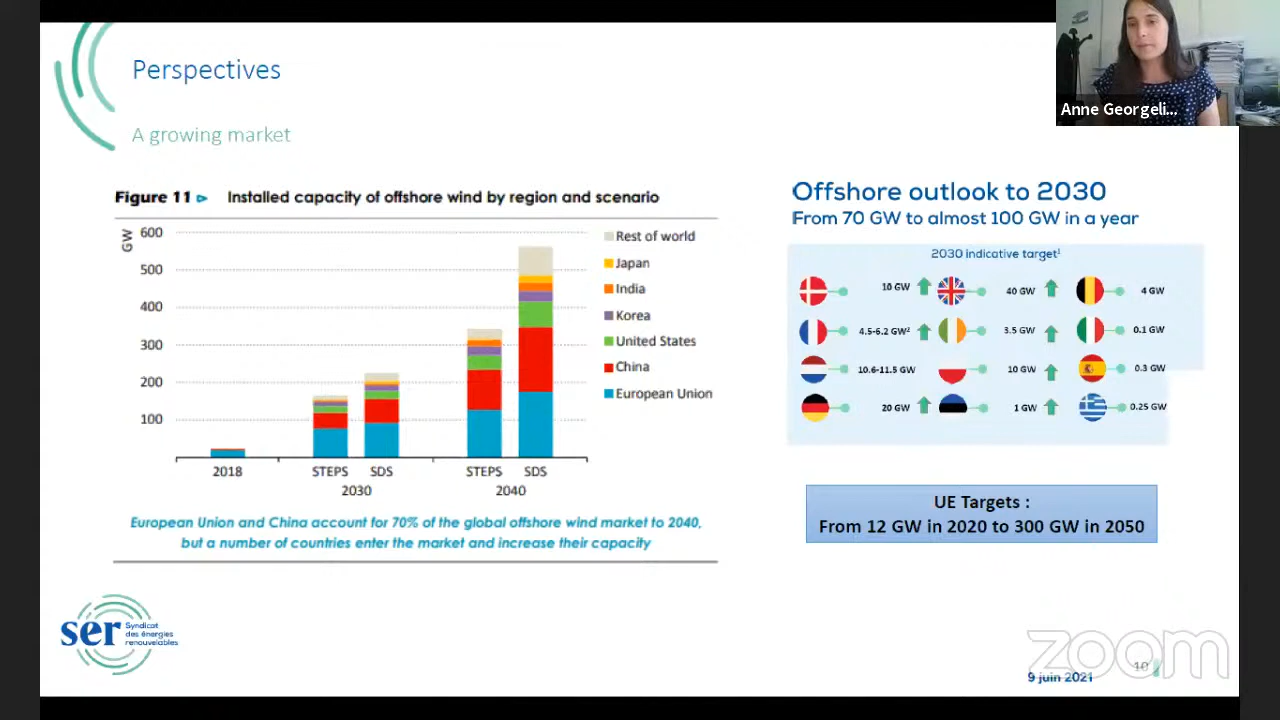 Perspectives
A growing market
Anne Georgeli...
Figure 11 ▻ Installed capacity of offshore wind by region and scenario
GW
600
500
400
300
200
100
Rest of world
Japan
India
Korea
United States
China
European Union
2018
STEPS SDS
2030
STEPS SDS
2040
European Union and China account for 70% of the global offshore wind market to 2040,
but a number of countries enter the market and increase their capacity
Offshore outlook to 2030
From 70 GW to almost 100 GW in a year
2030 indicative target¹
10 GW 40 GW 4 GW
4.5-6.2 GW² 3.5 GW 0.1 GW
10.6-11.5 GW 10 GW 0.3 GW
20 GW 1 GW 0.25 GW
UE Targets :
From 12 GW in 2020 to 300 GW in 2050
ser Syndicat
des énergies
renouvelables
zoom
10
9 juin 2021